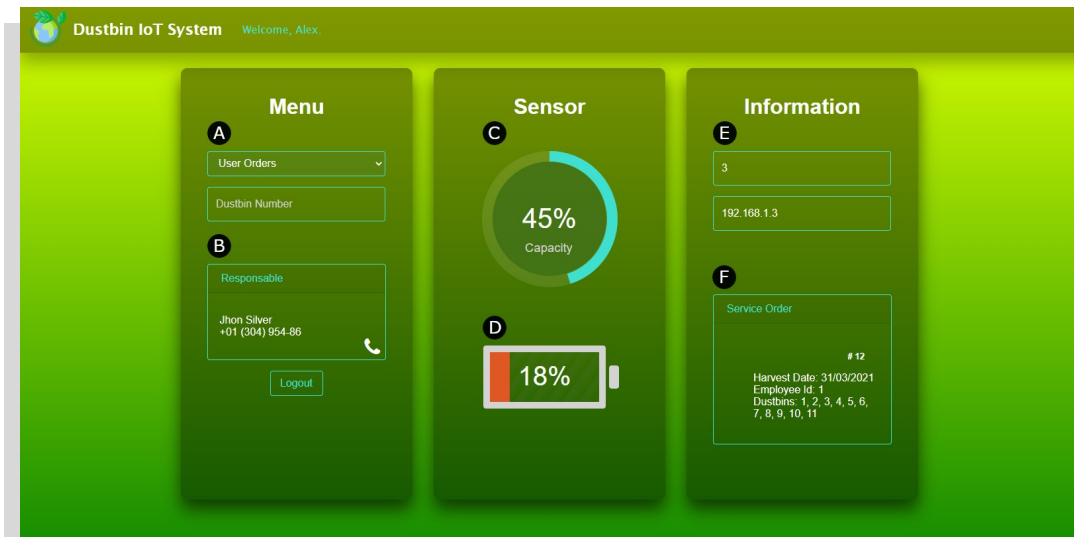 Dustbin IoT System
Welcome, Alex.
Menu
A
User Orders
Dustbin Number
B
Responsable
Jhon Silver
+01 (304) 954-86
Logout
Sensor
C
45%
Capacity
D
18%
Information
E
3
192.168.1.3
F
Service Order
# 12
Harvest Date: 31/03/2021
Employee Id: 1
Dustbins: 1, 2, 3, 4, 5, 6,
7, 8, 9, 10, 11